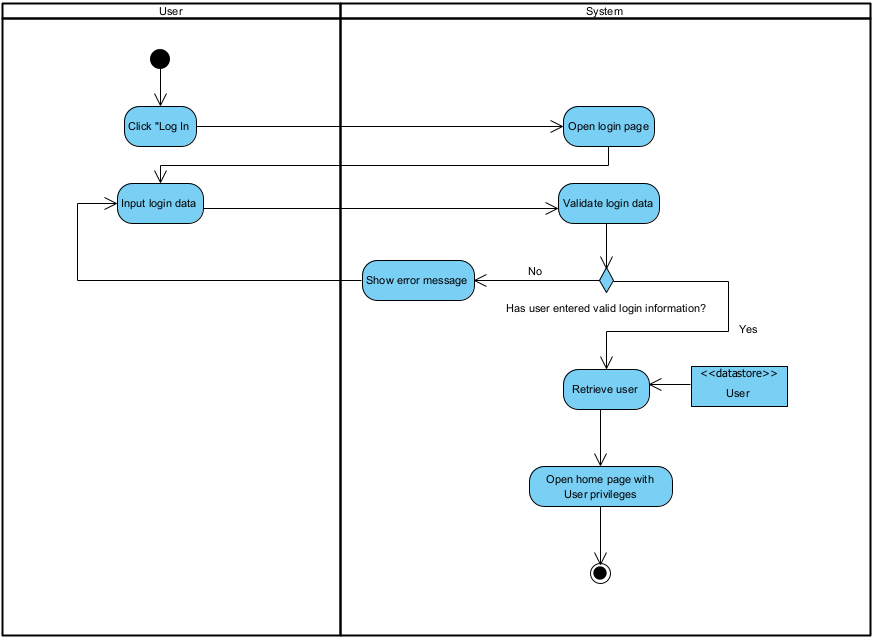 User
System
Click "Log In
Open login page
Input login data
Validate login data
No
Show error message
Has user entered valid login information?
Yes
<<datastore>>
User
Retrieve user
Open home page with
User privileges